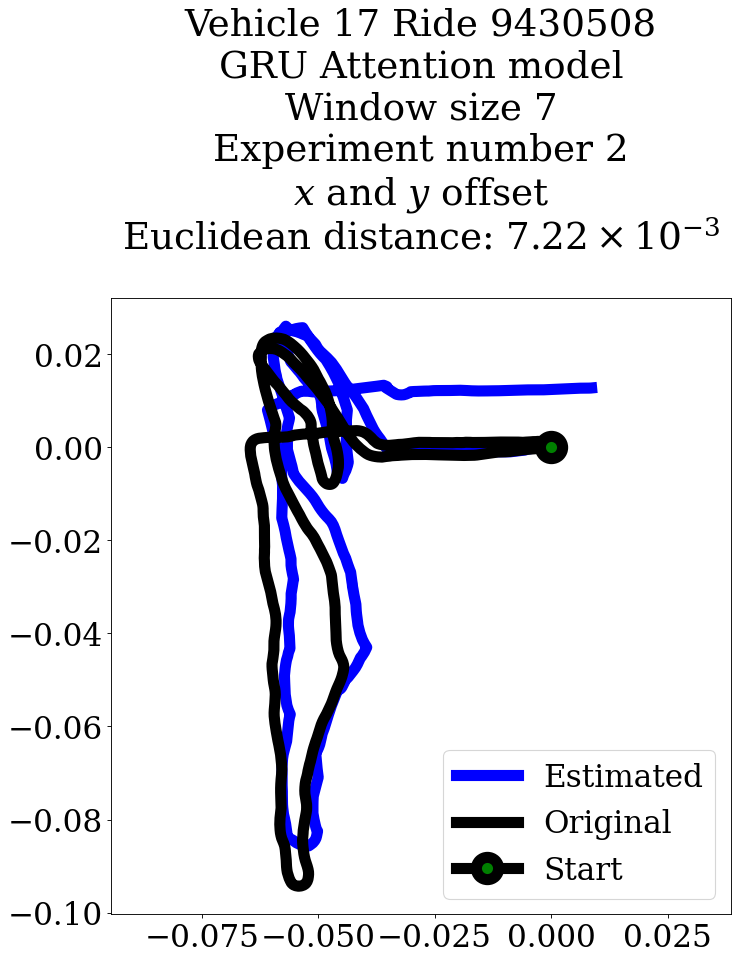 Vehicle 17 Ride 9430508
GRU Attention model
Window size 7
Experiment number 2
x and y offset
Euclidean distance: 7.22 × 10⁻³
0.02
0.00
−0.02
−0.04
−0.06
−0.08
−0.10
−0.075 −0.050 −0.025 0.000 0.025
Estimated
Original
Start